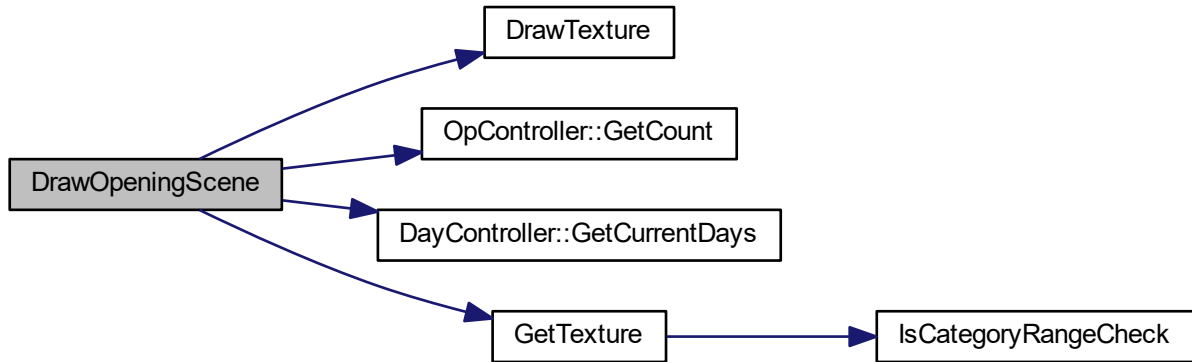 DrawTexture
OpController::GetCount
DrawOpeningScene
DayController::GetCurrentDays
GetTexture
IsCategoryRangeCheck